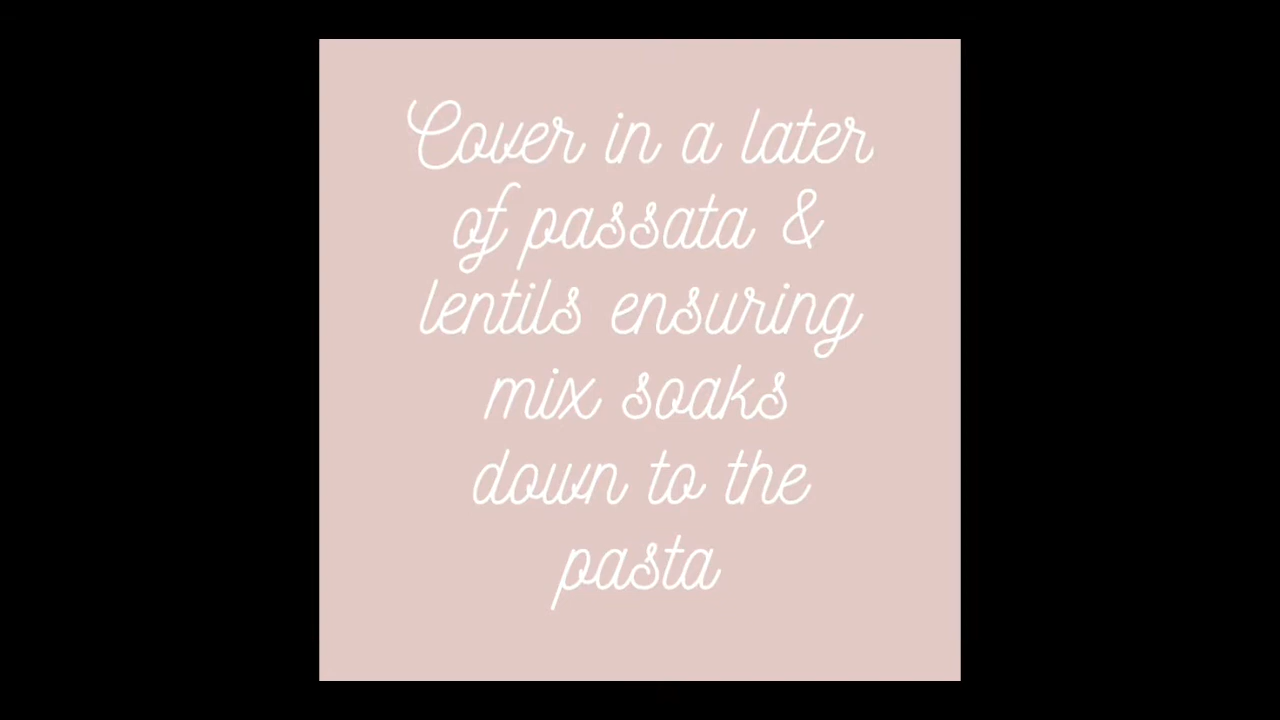 Cover in a later
of passata &
lentils ensuring
mix soaks
down to the
pasta